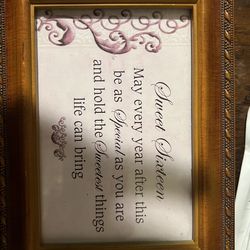 Sweet Sixteen
May every year after this
be as Special as you are
and hold the Sweetest things
life can bring